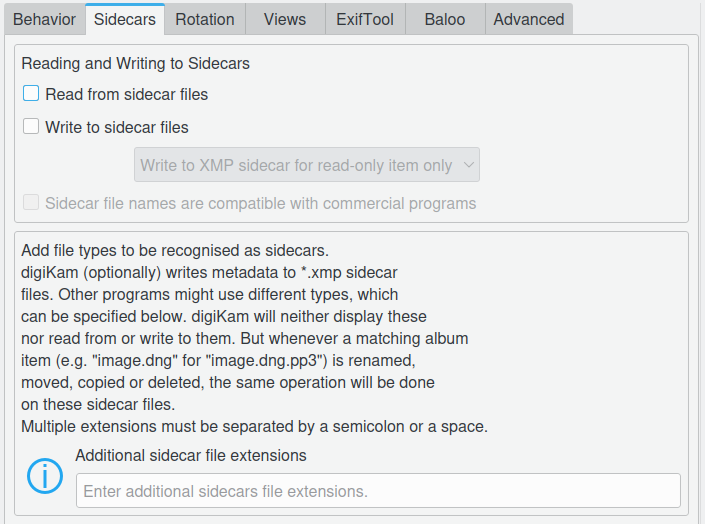 Behavior Sidecars Rotation Views ExifTool Baloo Advanced
Reading and Writing to Sidecars
Read from sidecar files
Write to sidecar files
Write to XMP sidecar for read-only item only
Sidecar file names are compatible with commercial programs
Add file types to be recognised as sidecars.
digiKam (optionally) writes metadata to *.xmp sidecar
files. Other programs might use different types, which
can be specified below. digiKam will neither display these
nor read from or write to them. But whenever a matching album
item (e.g. "image.dng" for "image.dng.pp3") is renamed,
moved, copied or deleted, the same operation will be done
on these sidecar files.
Multiple extensions must be separated by a semicolon or a space.
Additional sidecar file extensions
Enter additional sidecars file extensions.